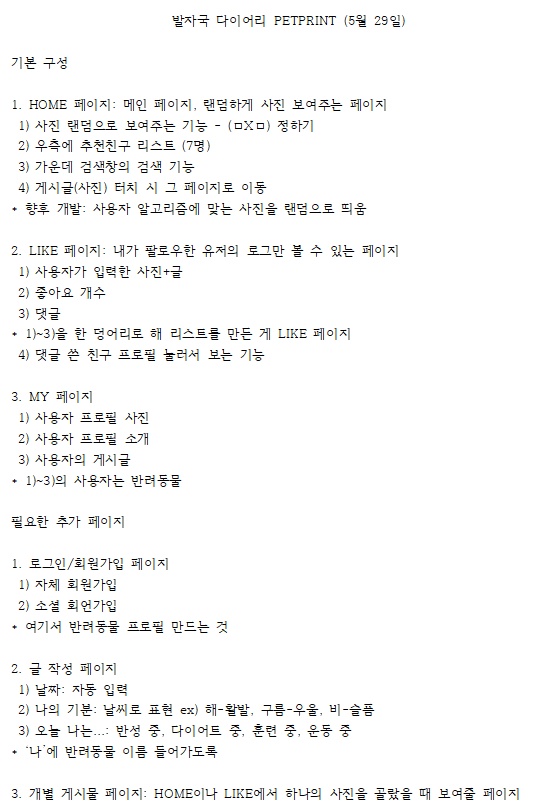 발자국 다이어리 PETPRINT (5월 29일)
기본 구성
1. HOME 페이지: 메인 페이지, 랜덤하게 사진 보여주는 페이지
1) 사진 랜덤으로 보여주는 기능 - (ㅁXㅁ) 정하기
2) 우측에 추천친구 리스트 (7명)
3) 가운데 검색창의 검색 기능
4) 게시글(사진) 터치 시 그 페이지로 이동
* 향후 개발: 사용자 알고리즘에 맞는 사진을 랜덤으로 띄움
2. LIKE 페이지: 내가 팔로우한 유저의 로그만 볼 수 있는 페이지
1) 사용자가 입력한 사진+글
2) 좋아요 개수
3) 댓글
* 1)~3)을 한 덩어리로 해 리스트를 만든 게 LIKE 페이지
4) 댓글 쓴 친구 프로필 눌러서 보는 기능
3. MY 페이지
1) 사용자 프로필 사진
2) 사용자 프로필 소개
3) 사용자의 게시글
* 1)~3)의 사용자는 반려동물
필요한 추가 페이지
1. 로그인/회원가입 페이지
1) 자체 회원가입
2) 소셜 회언가입
* 여기서 반려동물 프로필 만드는 것
2. 글 작성 페이지
1) 날짜: 자동 입력
2) 나의 기분: 날씨로 표현 ex) 해-활발, 구름-우울, 비-슬픔
3) 오늘 나는...: 반성 중, 다이어트 중, 훈련 중, 운동 중
* '나'에 반려동물 이름 들어가도록
3. 개별 게시물 페이지: HOME이나 LIKE에서 하나의 사진을 골랐을 때 보여줄 페이지